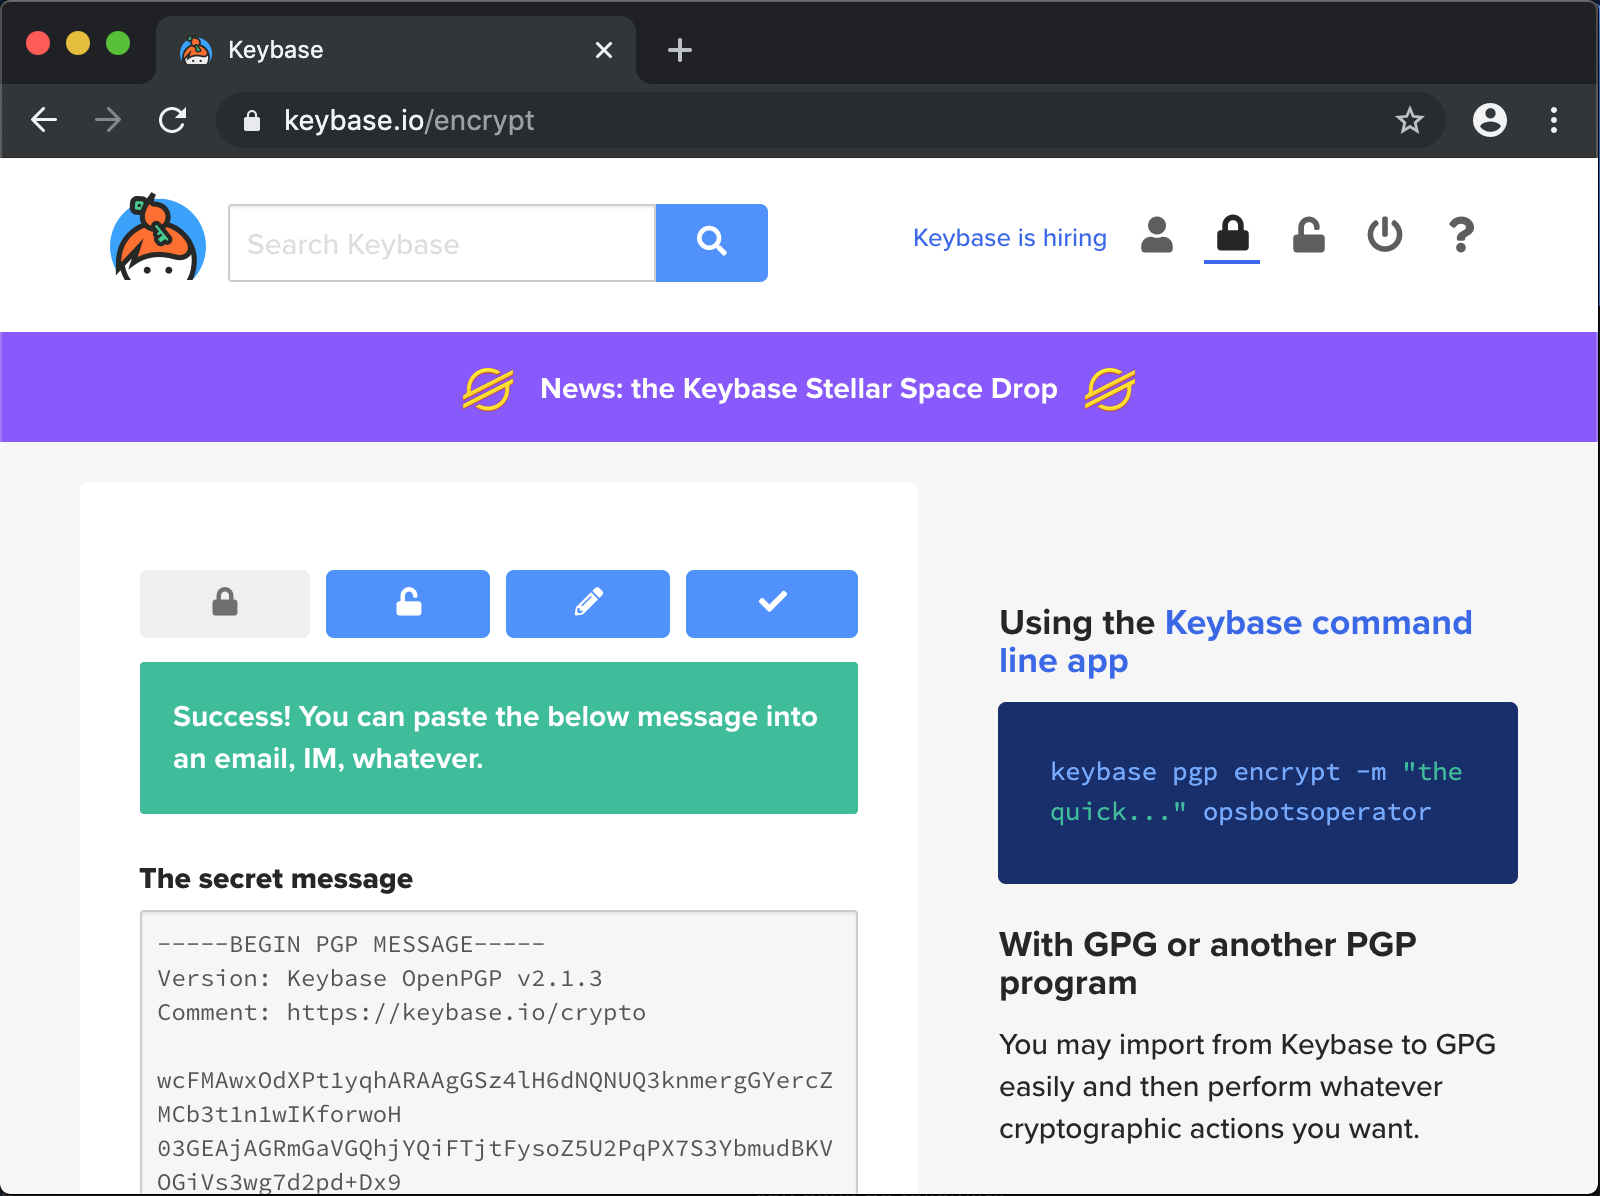 Keybase
keybase.io/encrypt
Search Keybase
Keybase is hiring
News: the Keybase Stellar Space Drop
Success! You can paste the below message into
an email, IM, whatever.
The secret message
-----BEGIN PGP MESSAGE-----
Version: Keybase OpenPGP v2.1.3
Comment: https://keybase.io/crypto
wcFMAwxOdXPt1yqhARAAgGSz4lH6dNQNUQ3knmergGYercZ
MCb3t1n1wIKforwoH
03GEAjAGRmGaVGQhjYQiFTjtFysoZ5U2PqPX7S3YbmudBKV
OGiVs3wg7d2pd+Dx9
Using the Keybase command
line app
keybase pgp encrypt -m "the
quick..." opsbotsoperator
With GPG or another PGP
program
You may import from Keybase to GPG
easily and then perform whatever
cryptographic actions you want.